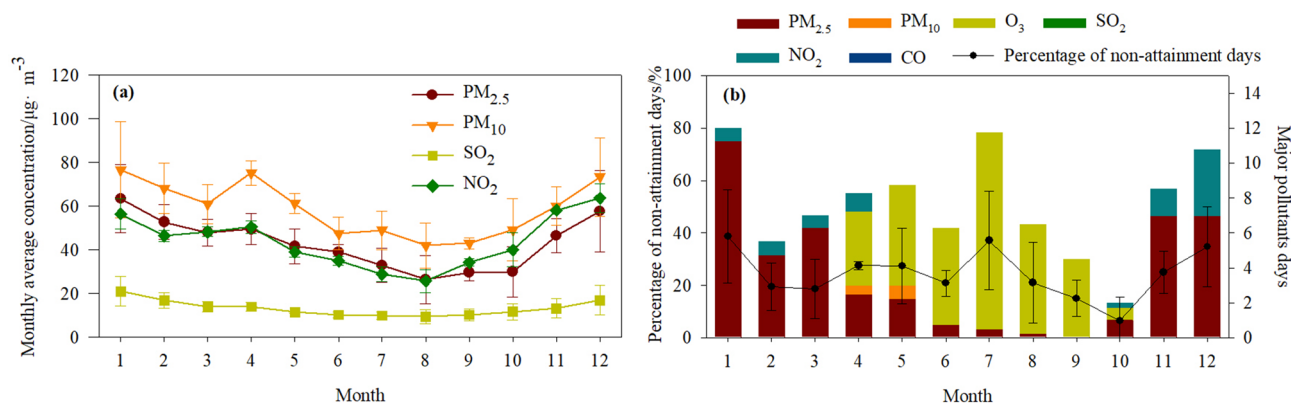 (a)
Monthly average concentration/μg· m⁻³
120
100
80
60
40
20
0
PM₂.₅
PM₁₀
SO₂
NO₂
1 2 3 4 5 6 7 8 9 10 11 12
Month
PM₂.₅ PM₁₀ O₃ SO₂
NO₂ CO Percentage of non-attainment days
(b)
Percentage of non-attainment days/%
100
80
60
40
20
0
14
12
10
8
6
4
2
0
Major pollutants days
1 2 3 4 5 6 7 8 9 10 11 12
Month